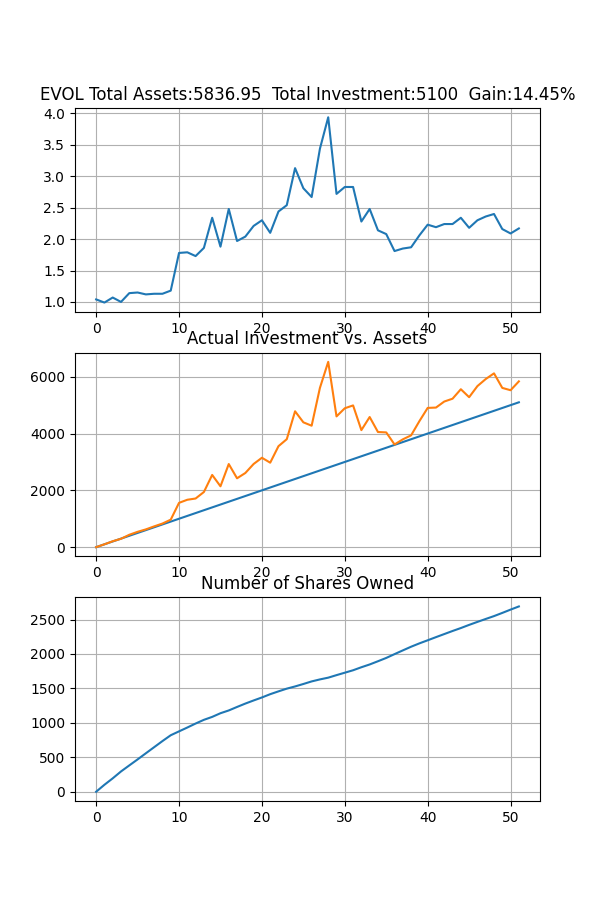 EVOL Total Assets:5836.95  Total Investment:5100  Gain:14.45%
4.0
3.5
3.0
2.5
2.0
1.5
1.0
0 10 20 30 40 50
Actual Investment vs. Assets
6000
4000
2000
0
0 10 20 30 40 50
Number of Shares Owned
2500
2000
1500
1000
500
0
0 10 20 30 40 50